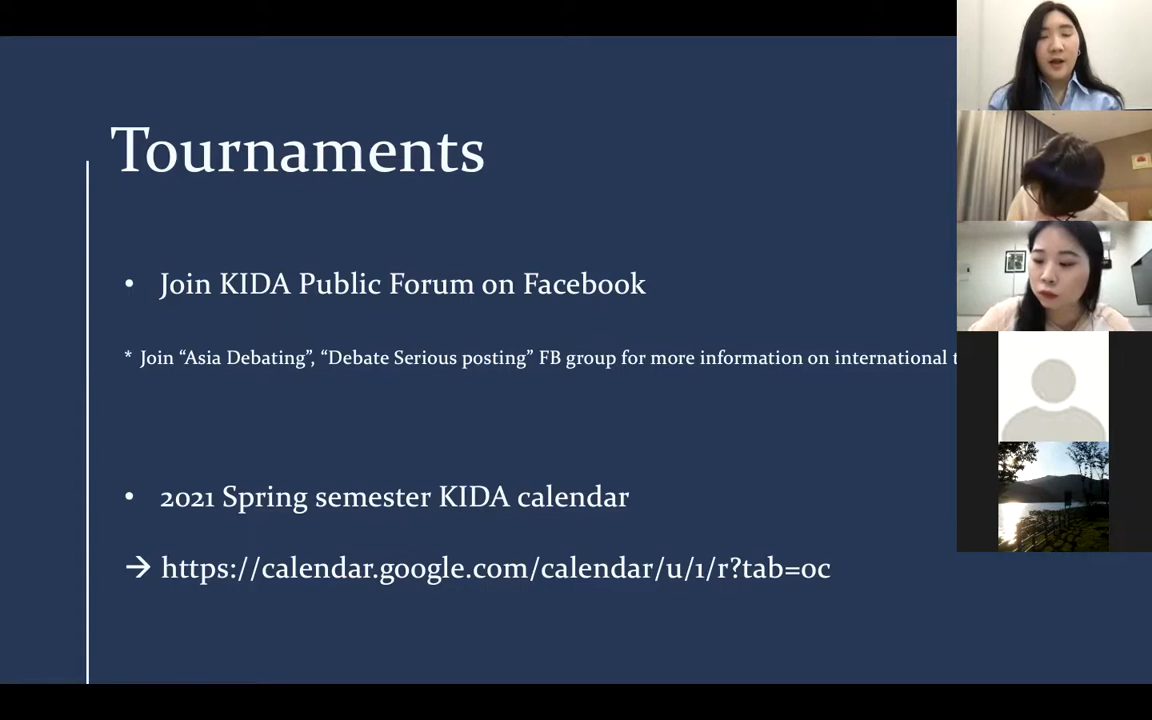 Tournaments
• Join KIDA Public Forum on Facebook
* Join “Asia Debating”, “Debate Serious posting” FB group for more information on international
• 2021 Spring semester KIDA calendar
→ https://calendar.google.com/calendar/u/1/r?tab=oc